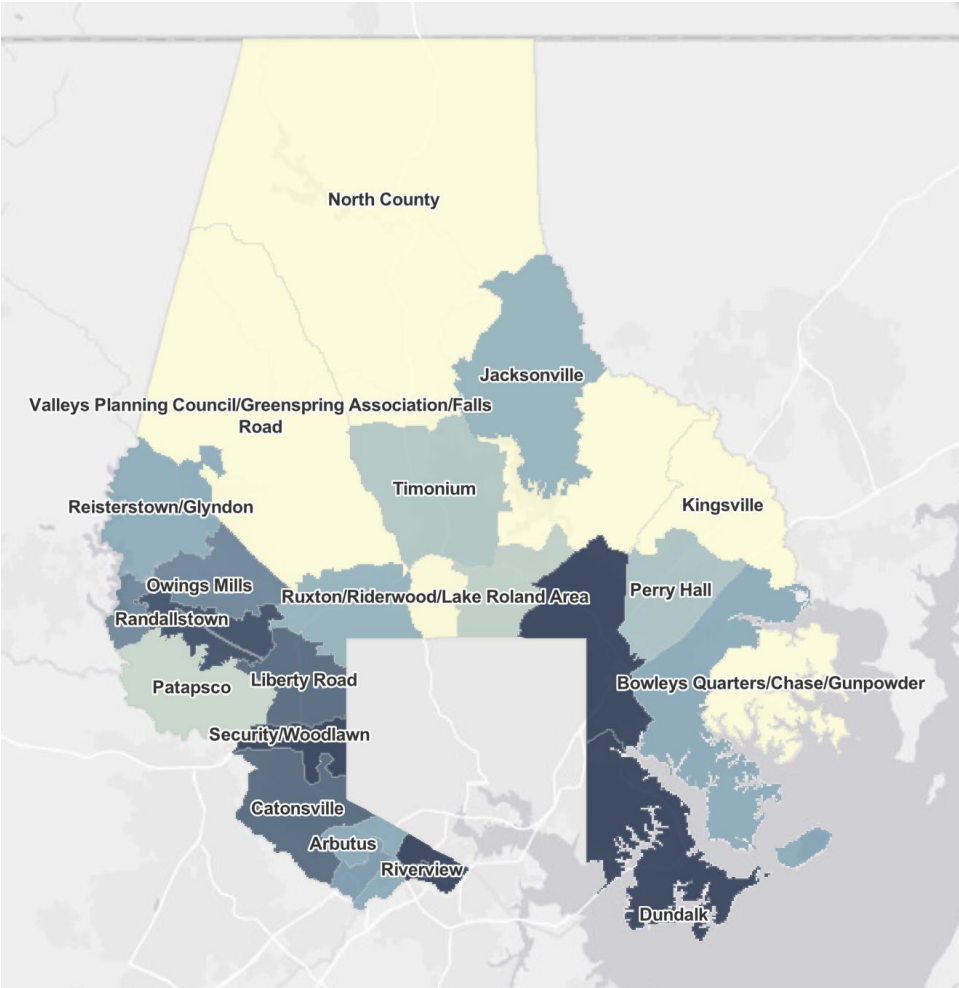 North County
Jacksonville
Valleys Planning Council/Greenspring Association/Falls
Road
Timonium
Reisterstown/Glyndon
Kingsville
Owings Mills
Ruxton/Riderwood/Lake Roland Area
Perry Hall
Randallstown
Liberty Road
Patapsco
Bowleys Quarters/Chase/Gunpowder
Security/Woodlawn
Catonsville
Arbutus
Riverview
Dundalk